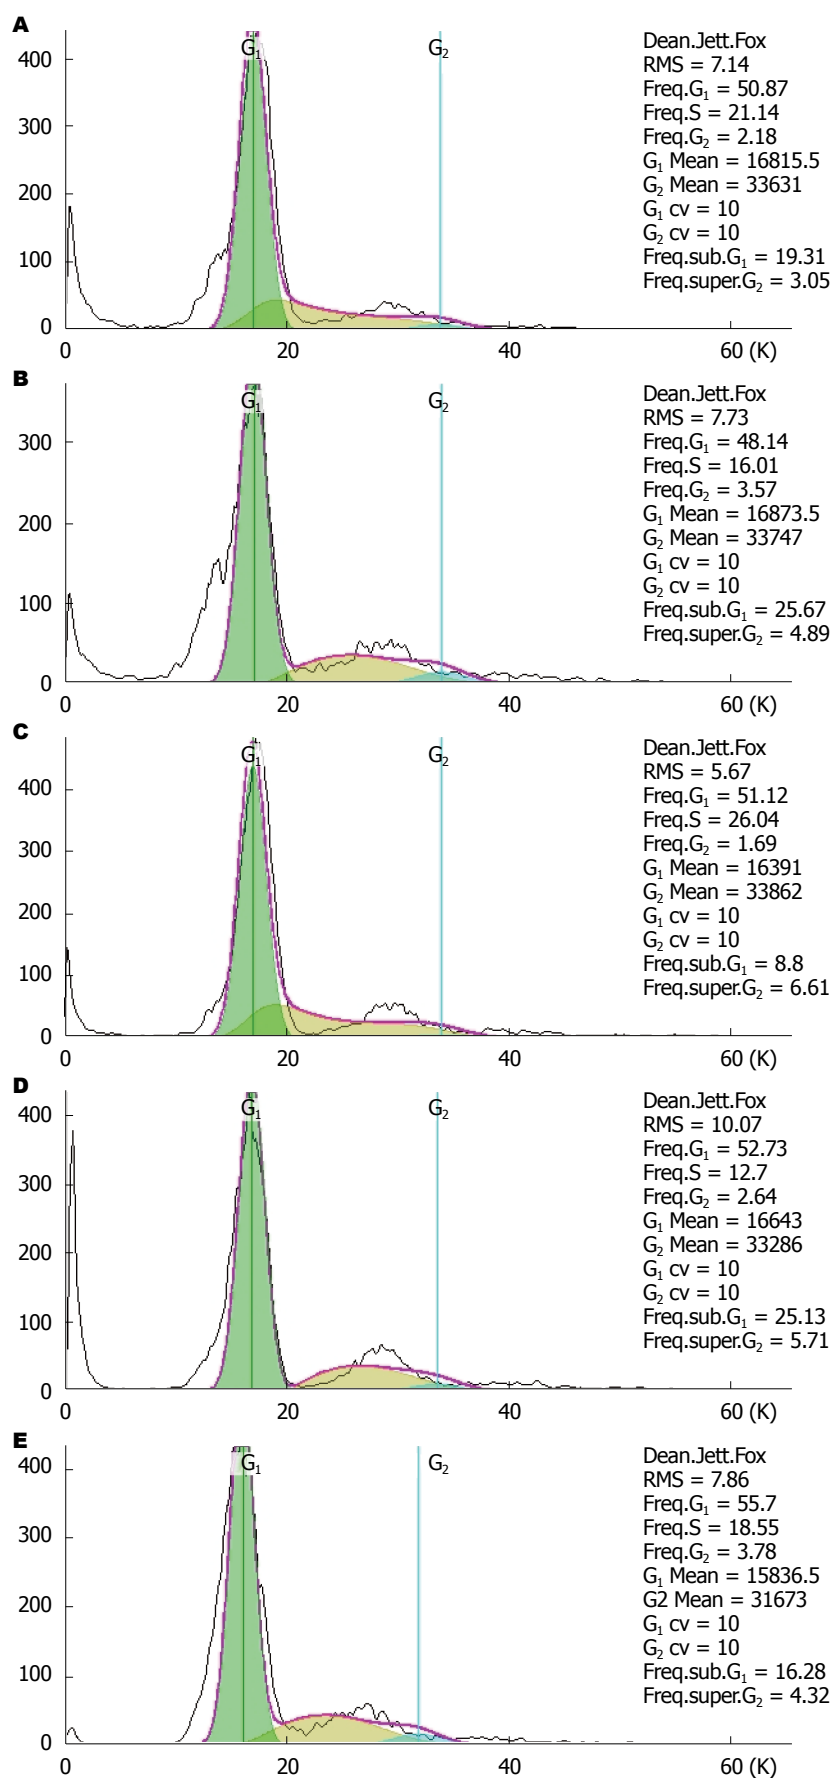 A
G₁
G₂
400
300
200
100
0
0
20
40
60 (K)
Dean.Jett.Fox
RMS = 7.14
Freq.G₁ = 50.87
Freq.S = 21.14
Freq.G₂ = 2.18
G₁ Mean = 16815.5
G₂ Mean = 33631
G₁ cv = 10
G₂ cv = 10
Freq.sub.G₁ = 19.31
Freq.super.G₂ = 3.05
B
G₁
G₂
300
200
100
0
0
20
40
60 (K)
Dean.Jett.Fox
RMS = 7.73
Freq.G₁ = 48.14
Freq.S = 16.01
Freq.G₂ = 3.57
G₁ Mean = 16873.5
G₂ Mean = 33747
G₁ cv = 10
G₂ cv = 10
Freq.sub.G₁ = 25.67
Freq.super.G₂ = 4.89
C
G₁
G₂
400
300
200
100
0
0
20
40
60 (K)
Dean.Jett.Fox
RMS = 5.67
Freq.G₁ = 51.12
Freq.S = 26.04
Freq.G₂ = 1.69
G₁ Mean = 16391
G₂ Mean = 33862
G₁ cv = 10
G₂ cv = 10
Freq.sub.G₁ = 8.8
Freq.super.G₂ = 6.61
D
G₁
G₂
400
300
200
100
0
0
20
40
60 (K)
Dean.Jett.Fox
RMS = 10.07
Freq.G₁ = 52.73
Freq.S = 12.7
Freq.G₂ = 2.64
G₁ Mean = 16643
G₂ Mean = 33286
G₁ cv = 10
G₂ cv = 10
Freq.sub.G₁ = 25.13
Freq.super.G₂ = 5.71
E
G₁
G₂
400
300
200
100
0
0
20
40
60 (K)
Dean.Jett.Fox
RMS = 7.86
Freq.G₁ = 55.7
Freq.S = 18.55
Freq.G₂ = 3.78
G₁ Mean = 15836.5
G2 Mean = 31673
G₁ cv = 10
G₂ cv = 10
Freq.sub.G₁ = 16.28
Freq.super.G₂ = 4.32